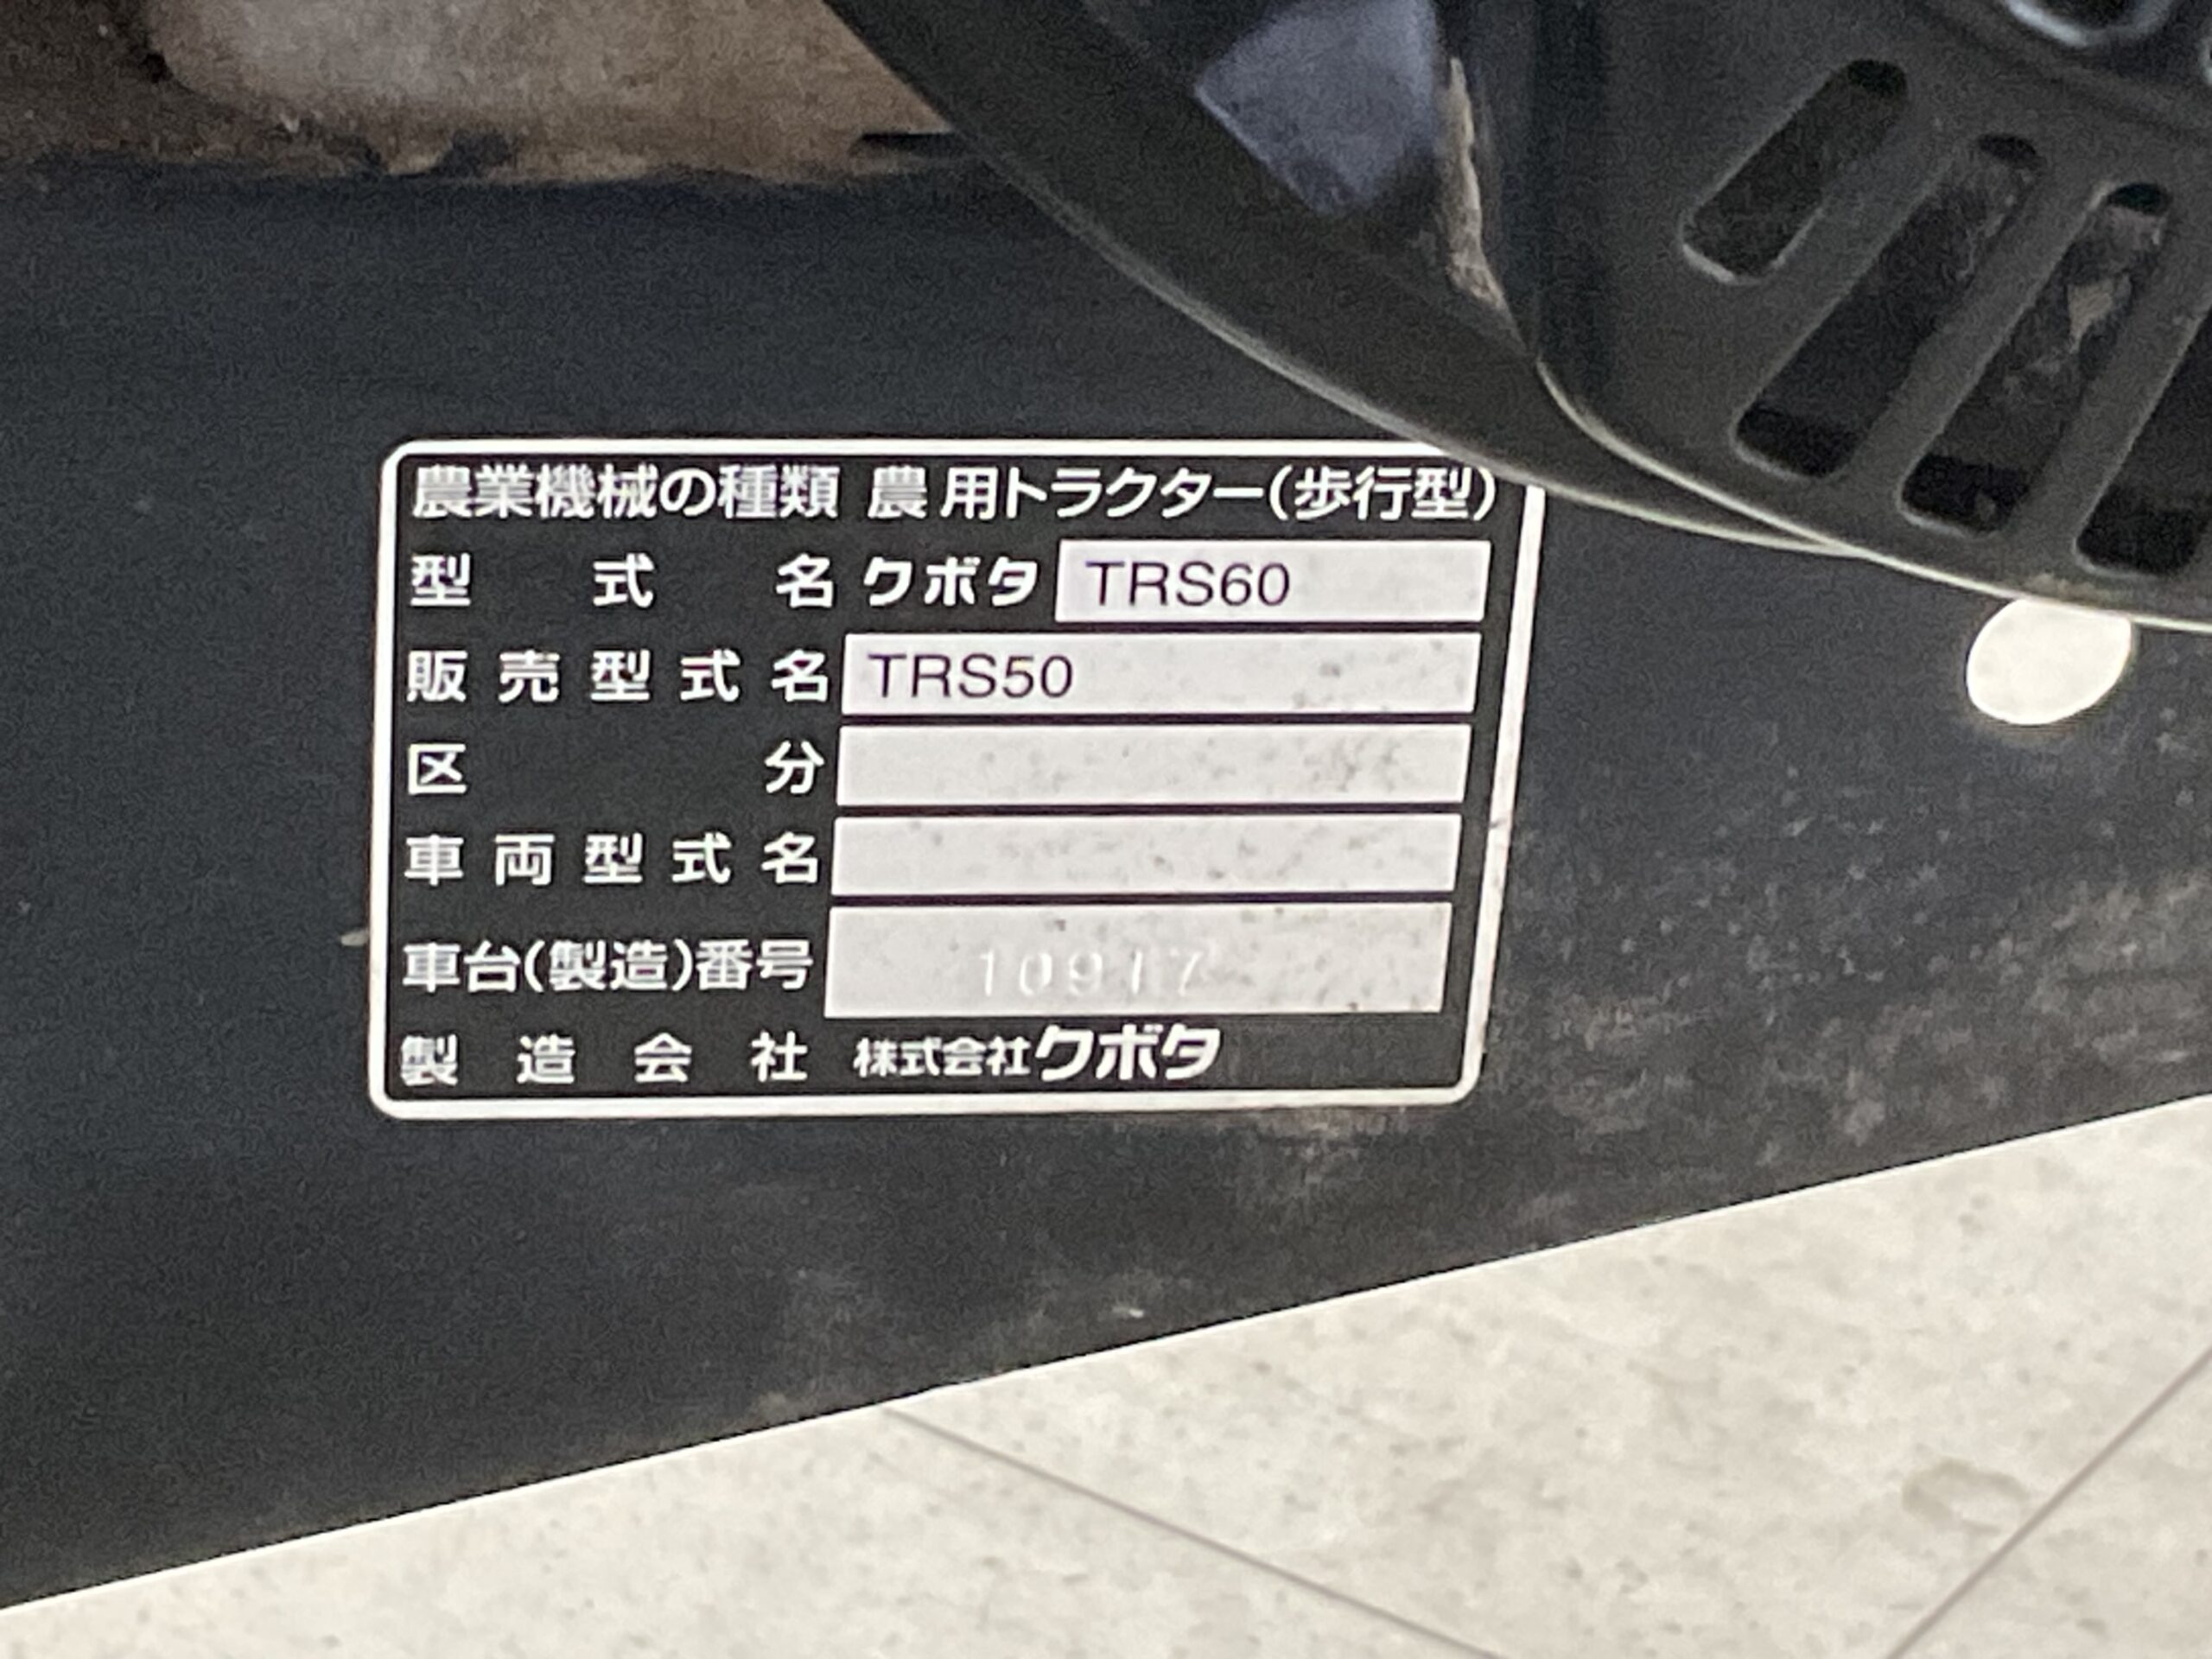 農業機械の種類 農用トラクター(歩行型)
型式名 クボタ TRS60
販売型式名 TRS50
区分
車両型式名
車台(製造)番号 10917
製造会社 株式会社クボタ